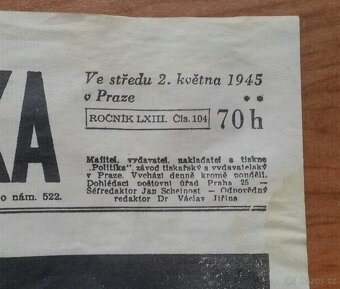 Ve středu 2. května 1945
v Praze
KA
ROČNÍK LXIII. Čís. 104
70 h
Majitel, vydavatel, nakladatel a tiskne
„Politika", závod tiskařský a vydavatelský
v Praze. Vychází denně kromě pondělí.
Dohlédací poštovní úřad Praha 25 —
Šéfredaktor Jan Scheinost — Odpovědný
redaktor Dr Václav Jiřina
o nám. 522.
Bazos.cz